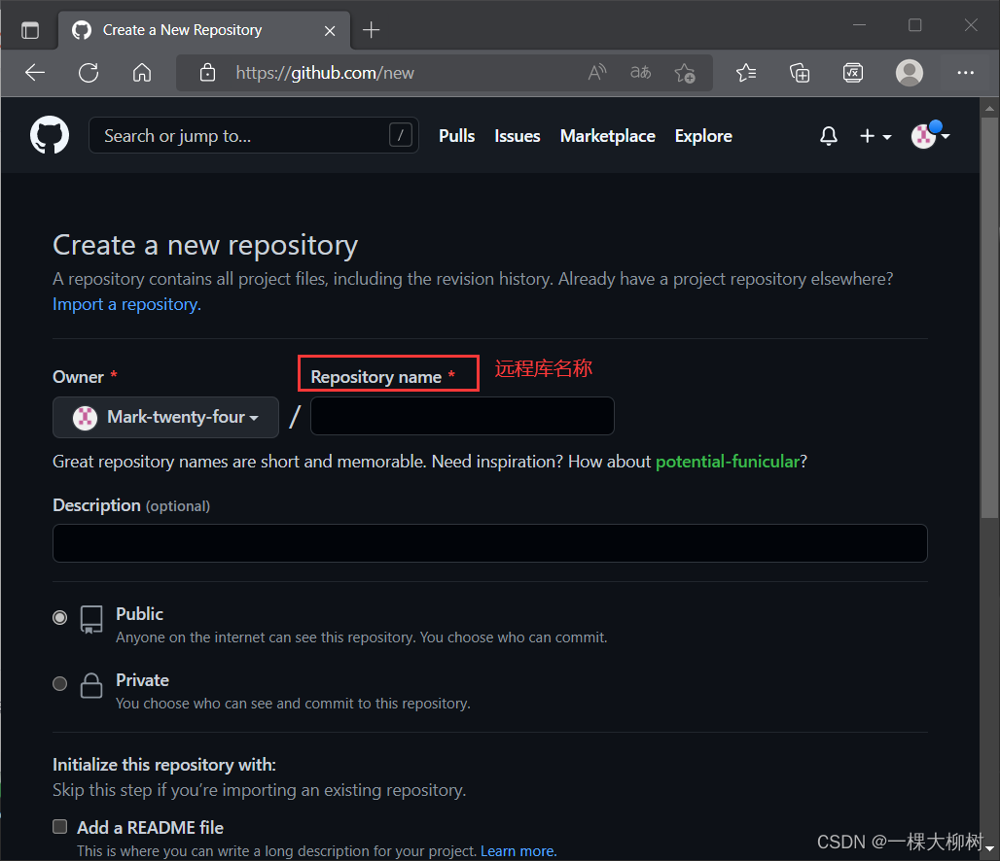 Create a New Repository
https://github.com/new
Search or jump to...
/
Pulls
Issues
Marketplace
Explore
Create a new repository
A repository contains all project files, including the revision history. Already have a project repository elsewhere?
Import a repository.
Owner *
Repository name *
远程库名称
Mark-twenty-four
/
Great repository names are short and memorable. Need inspiration? How about potential-funicular?
Description (optional)
Public
Anyone on the internet can see this repository. You choose who can commit.
Private
You choose who can see and commit to this repository.
Initialize this repository with:
Skip this step if you’re importing an existing repository.
Add a README file
This is where you can write a long description for your project. Learn more.
CSDN @一棵大柳树